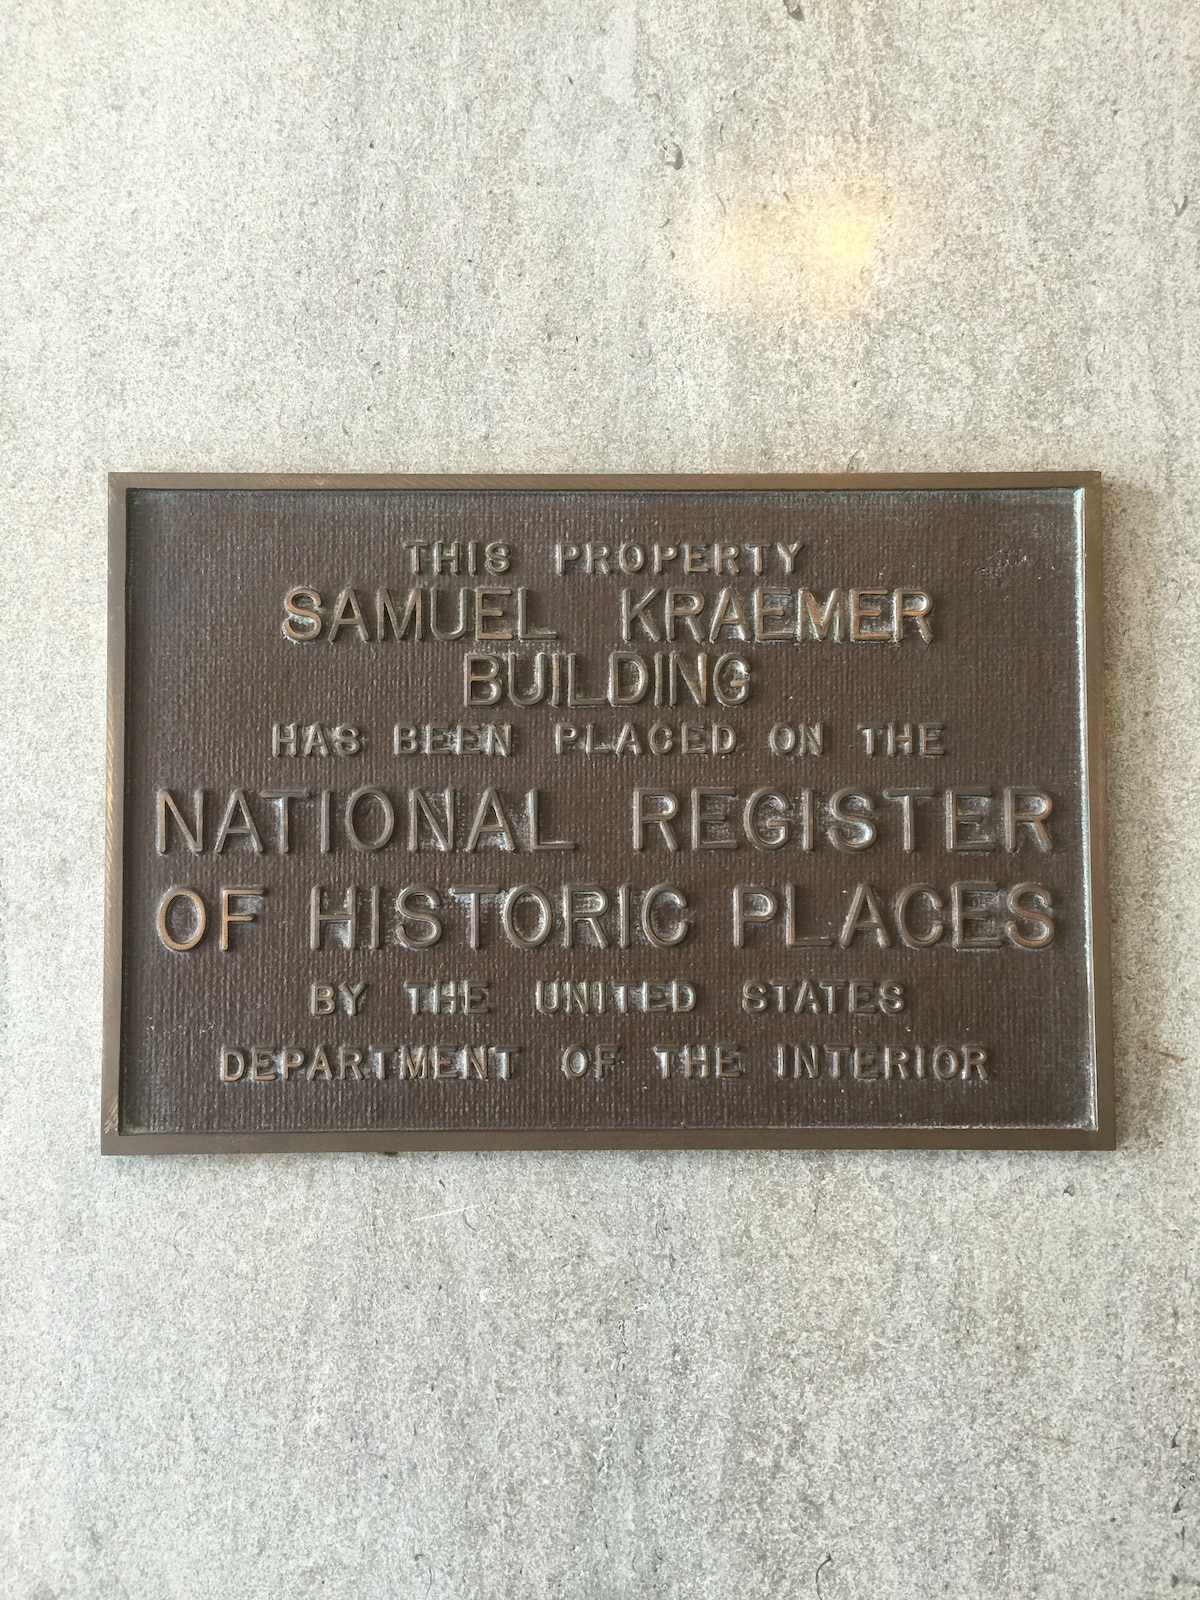 THIS PROPERTY
SAMUEL KRAEMER
BUILDING
HAS BEEN PLACED ON THE
NATIONAL REGISTER
OF HISTORIC PLACES
BY THE UNITED STATES
DEPARTMENT OF THE INTERIOR